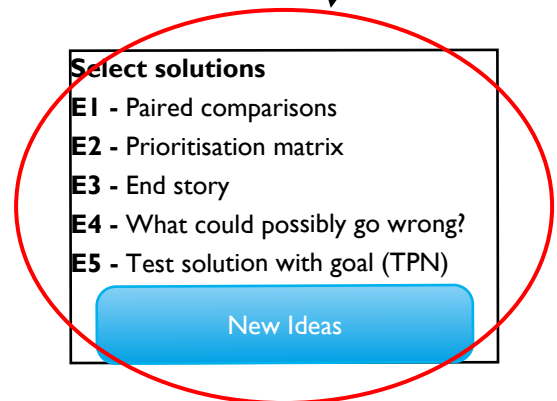 Select solutions
E1 - Paired comparisons
E2 - Prioritisation matrix
E3 - End story
E4 - What could possibly go wrong?
E5 - Test solution with goal (TPN)
New Ideas